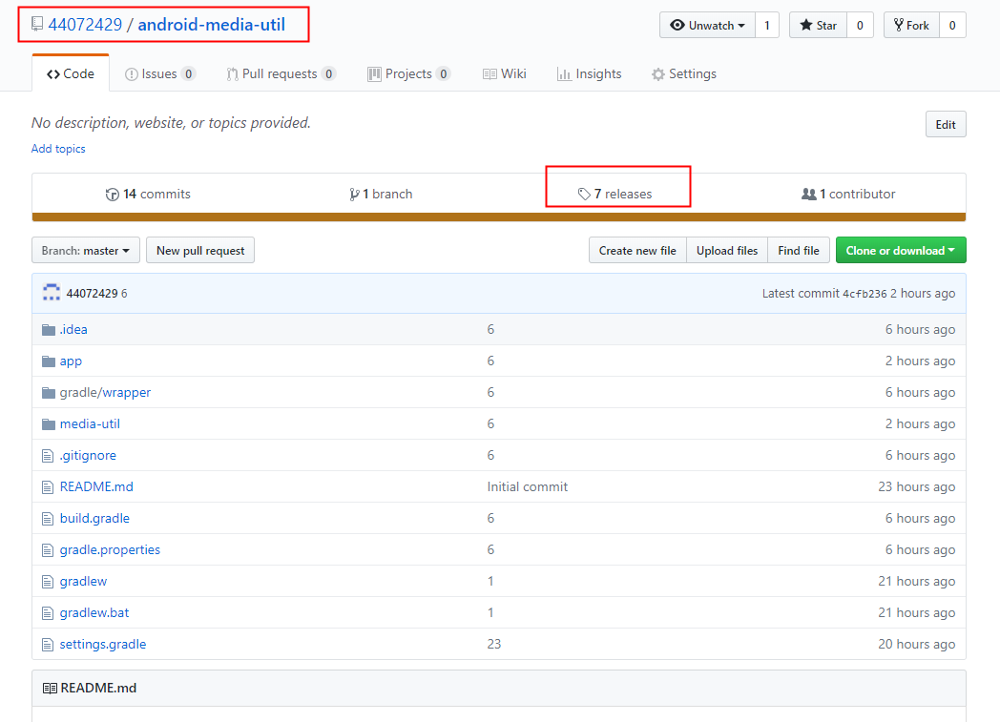 44072429 / android-media-util
Unwatch 1 Star 0 Fork 0
Code Issues 0 Pull requests 0 Projects 0 Wiki Insights Settings
No description, website, or topics provided.
Edit
Add topics
14 commits 1 branch 7 releases 1 contributor
Branch: master New pull request Create new file Upload files Find file Clone or download
44072429 6 Latest commit 4cfb236 2 hours ago
.idea 6 6 hours ago
app 6 2 hours ago
gradle/wrapper 6 6 hours ago
media-util 6 2 hours ago
.gitignore 6 6 hours ago
README.md Initial commit 23 hours ago
build.gradle 6 6 hours ago
gradle.properties 6 6 hours ago
gradlew 1 21 hours ago
gradlew.bat 1 21 hours ago
settings.gradle 23 20 hours ago
README.md